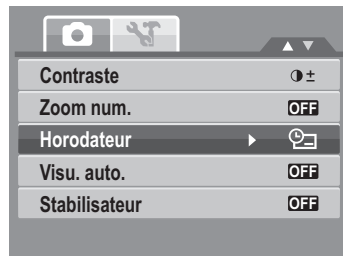 Contraste ±
Zoom num. OFF
Horodateur
Visu. auto. OFF
Stabilisateur OFF